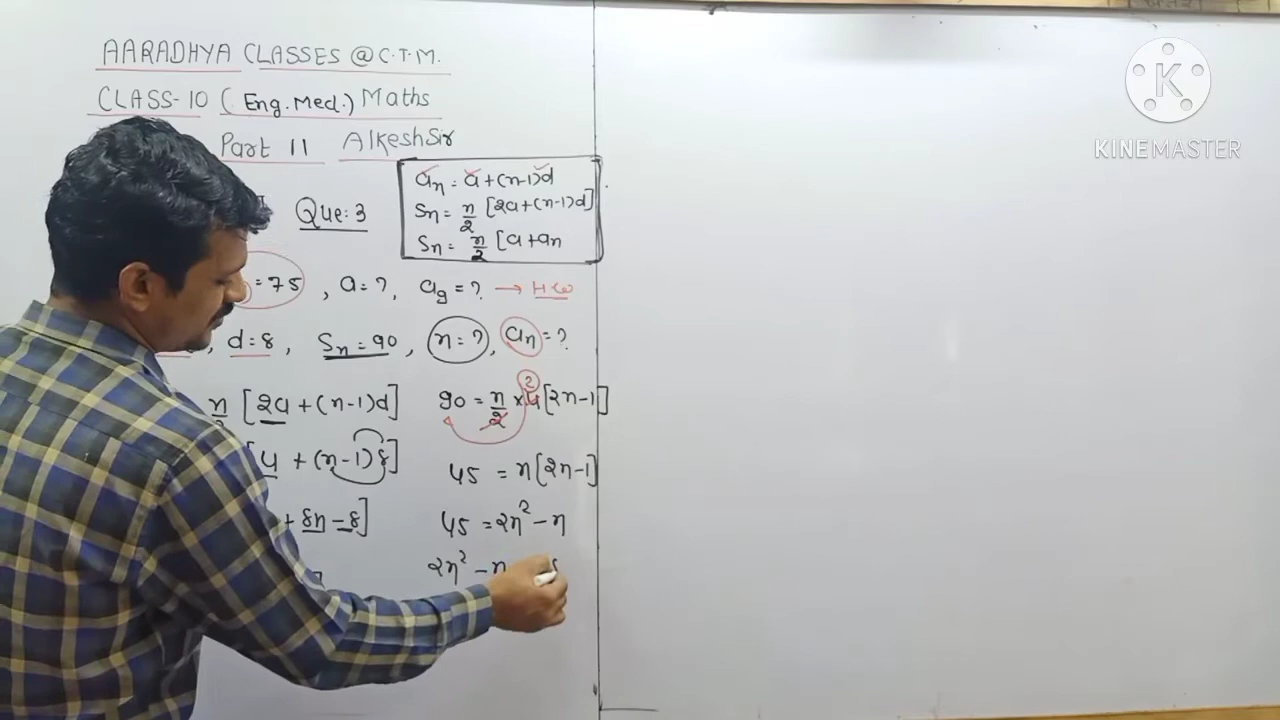 AARADHYA CLASSES @ C.T.M.
CLASS-10 ( Eng. Med.) Maths
Part 11 Alkesh Sir
Que: 3
aₙ = a + (n-1)d
Sₙ = n/2 [2a + (n-1)d]
Sₙ = n/2 [a + aₙ
= 75 , a = ? , a₉ = ? → HW
, d = 8 , Sₙ = 90 , n = ? , aₙ = ?
n/2 [2a + (n-1)d]
[4 + (n-1)8]
+ 8n - 8]
90 = n/2 × 4 [2n-1]
2
45 = n[2n-1]
45 = 2n² - n
2n² - n
K
KINEMASTER